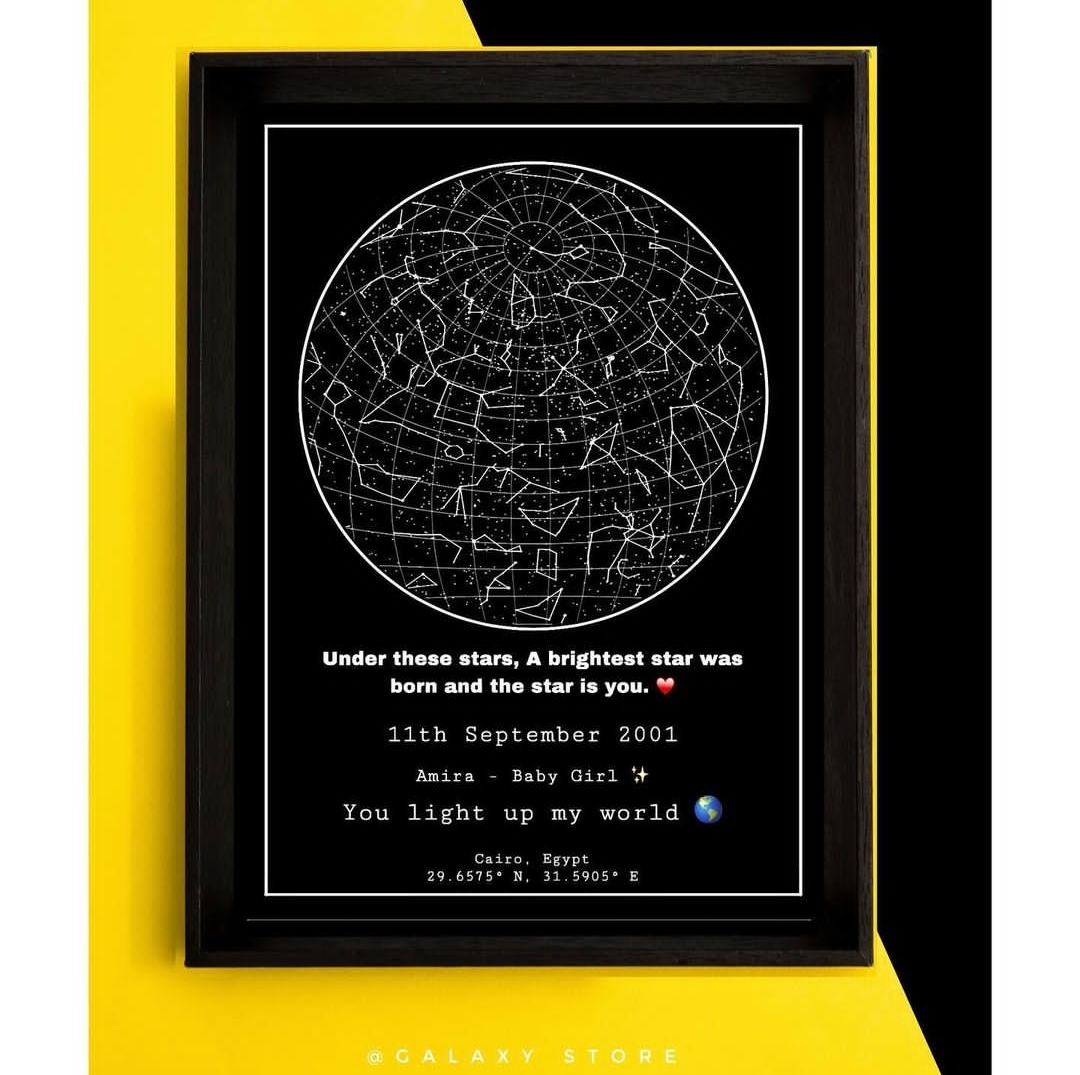 Under these stars, A brightest star was
born and the star is you. ❤️
11th September 2001
Amira - Baby Girl ✨
You light up my world 🌎
Cairo, Egypt
29.6575° N, 31.5905° E
@GALAXY STORE